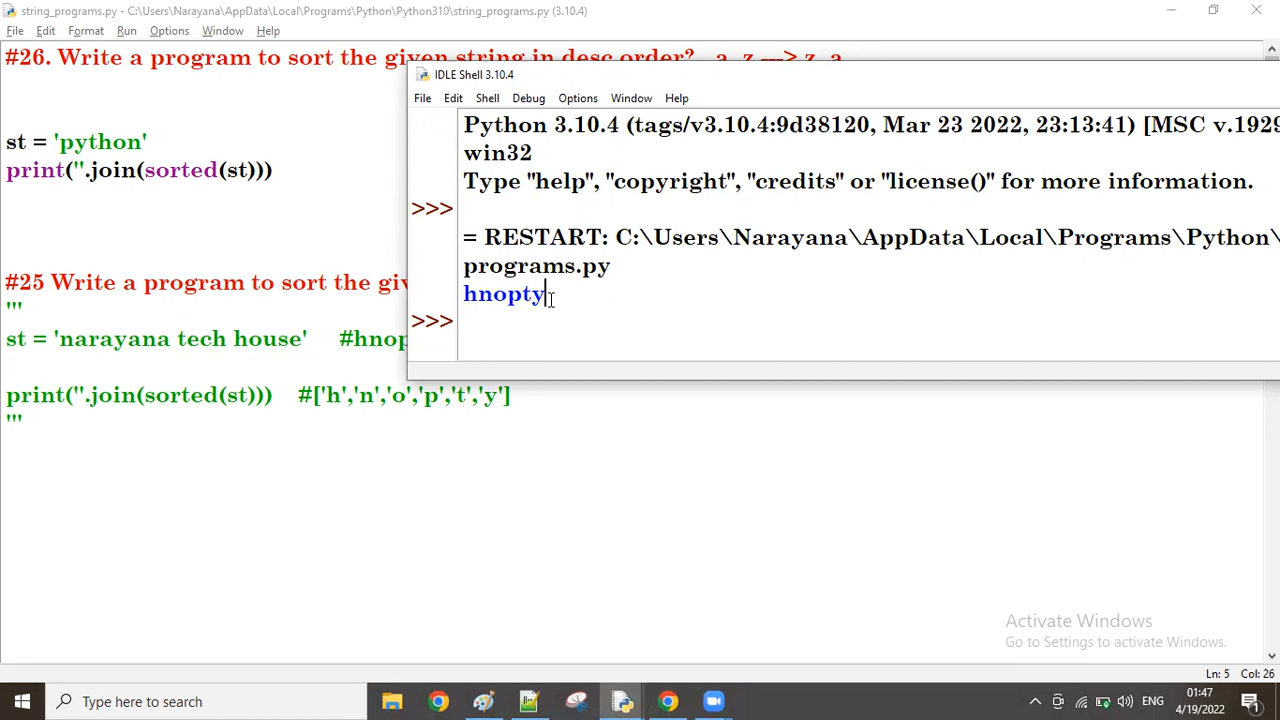 string_programs.py - C:\Users\Narayana\AppData\Local\Programs\Python\Python310\string_programs.py (3.10.4)
File Edit Format Run Options Window Help
#26. Write a program to sort the given string in desc order? a..z ---> z..a
st = 'python'
print(''.join(sorted(st)))
#25 Write a program to sort the gi
'''
st = 'narayana tech house' #hnop
print(''.join(sorted(st))) #['h','n','o','p','t','y']
'''
IDLE Shell 3.10.4
File Edit Shell Debug Options Window Help
Python 3.10.4 (tags/v3.10.4:9d38120, Mar 23 2022, 23:13:41) [MSC v.1929
win32
Type "help", "copyright", "credits" or "license()" for more information.
>>>
= RESTART: C:\Users\Narayana\AppData\Local\Programs\Python\
programs.py
hnopty
>>>
Activate Windows
Go to Settings to activate Windows.
Ln: 5 Col: 26
Type here to search
ENG
01:47
4/19/2022
1